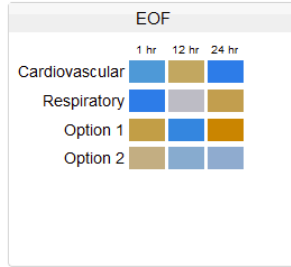 EOF
1 hr 12 hr 24 hr
Cardiovascular
Respiratory
Option 1
Option 2